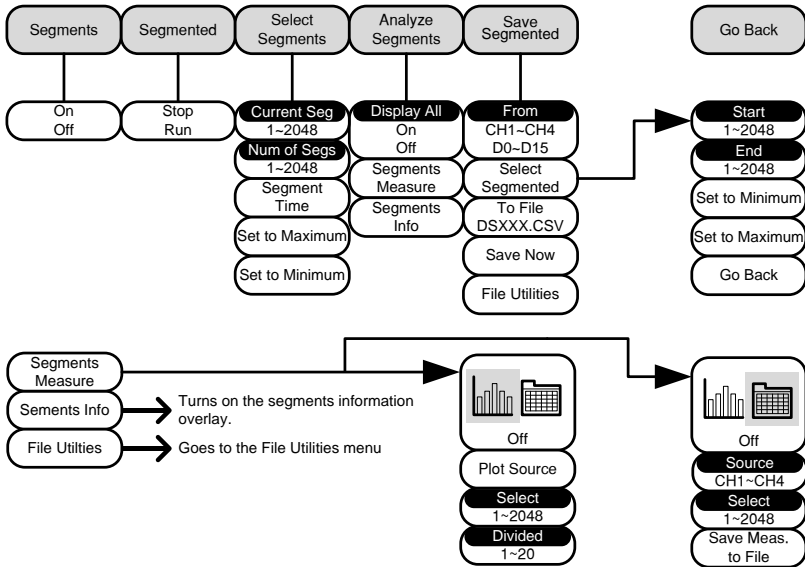 Segments
Segmented
Select
Segments
Analyze
Segments
Save
Segmented
Go Back
On
Off
Stop
Run
Current Seg
1~2048
Num of Segs
1~2048
Segment
Time
Set to Maximum
Set to Minimum
Display All
On
Off
Segments
Measure
Segments
Info
From
CH1~CH4
D0~D15
Select
Segmented
To File
DSXXX.CSV
Save Now
File Utilities
Start
1~2048
End
1~2048
Set to Minimum
Set to Maximum
Go Back
Segments
Measure
Sements Info
Turns on the segments information
overlay.
File Utilties
Goes to the File Utilities menu
Off
Plot Source
Select
1~2048
Divided
1~20
Off
Source
CH1~CH4
Select
1~2048
Save Meas.
to File